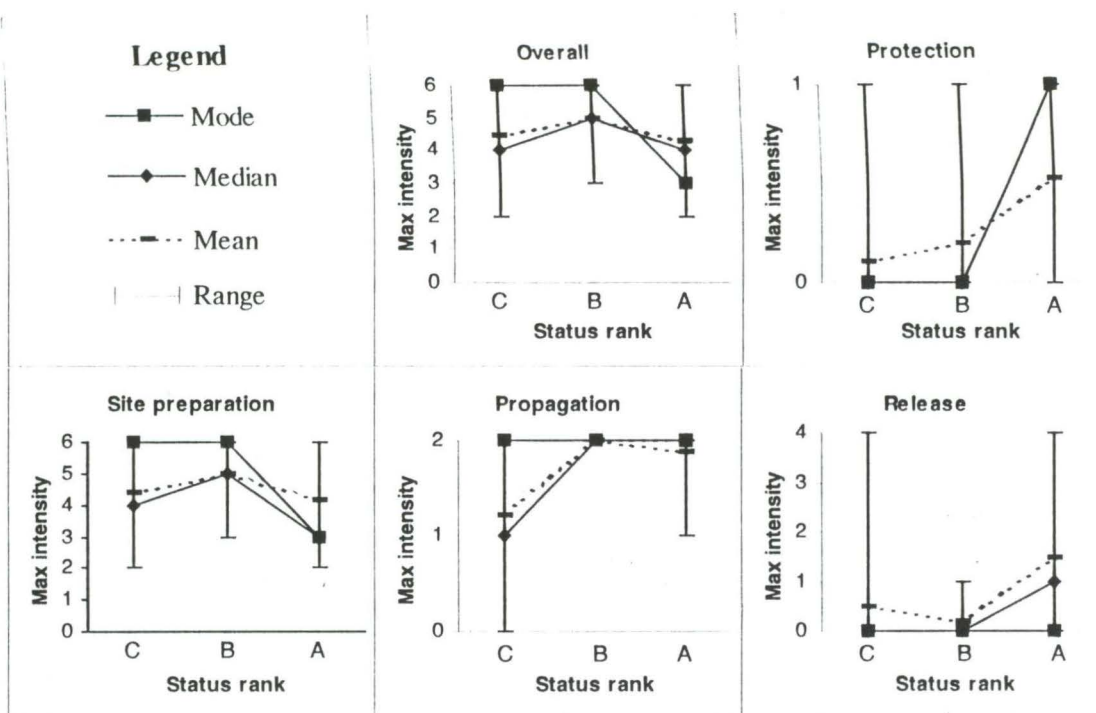 Legend
Mode
Median
Mean
Range
Overall
Max intensity
6
5
4
3
2
1
0
C B A
Status rank
Protection
Max intensity
1
0
C B A
Status rank
Site preparation
Max intensity
6
5
4
3
2
1
0
C B A
Status rank
Propagation
Max intensity
2
1
0
C B A
Status rank
Release
Max intensity
4
3
2
1
0
C B A
Status rank